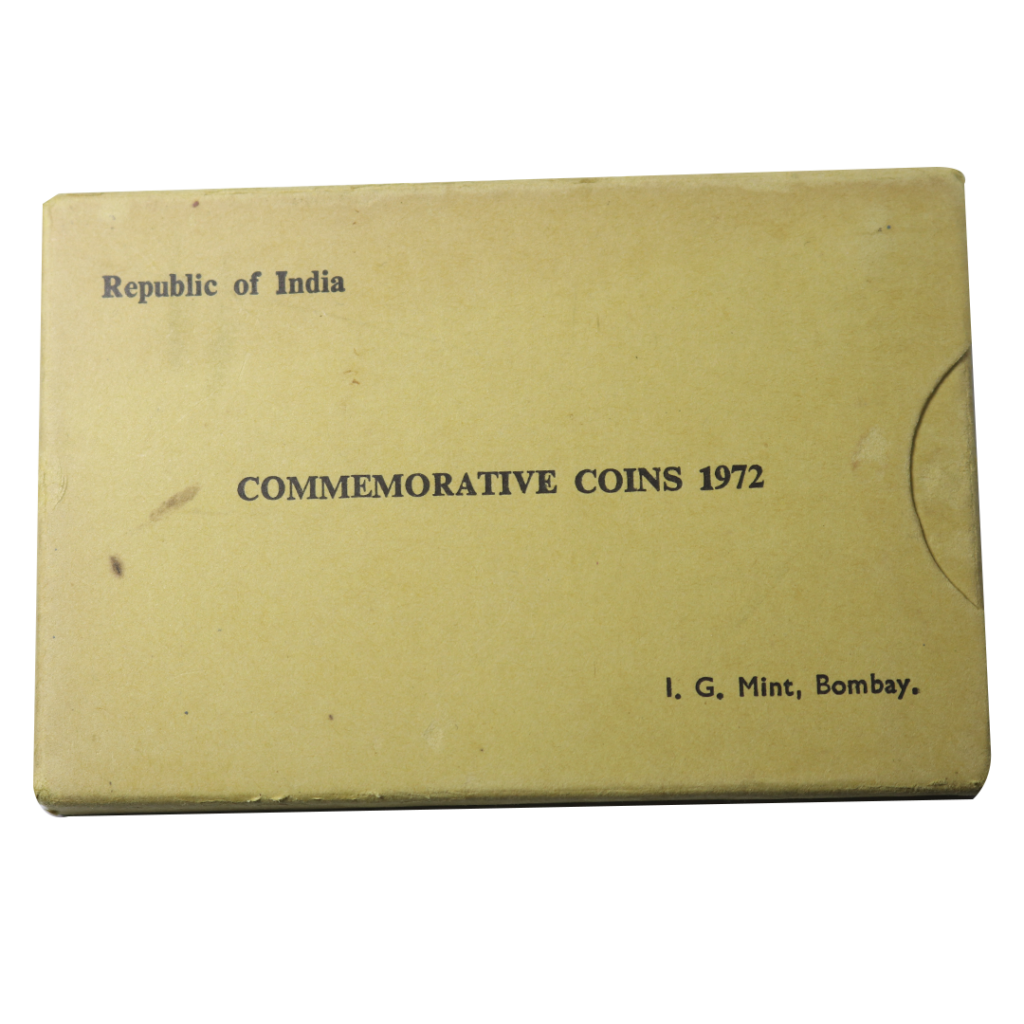 Republic of India
COMMEMORATIVE COINS 1972
I. G. Mint, Bombay.